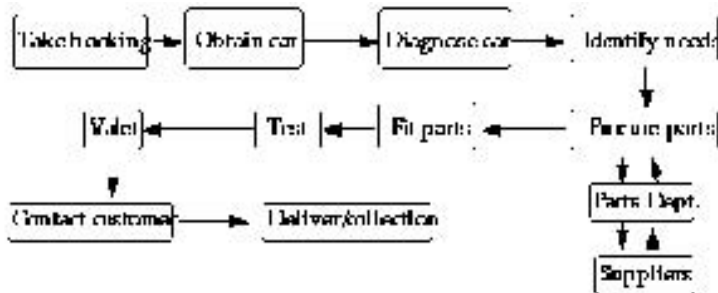 Take booking
Obtain car
Diagnose car
Identify needs
Valet
Test
Fit parts
Procure parts
Parts Dept.
Contact customer
Deliver/collection
Suppliers